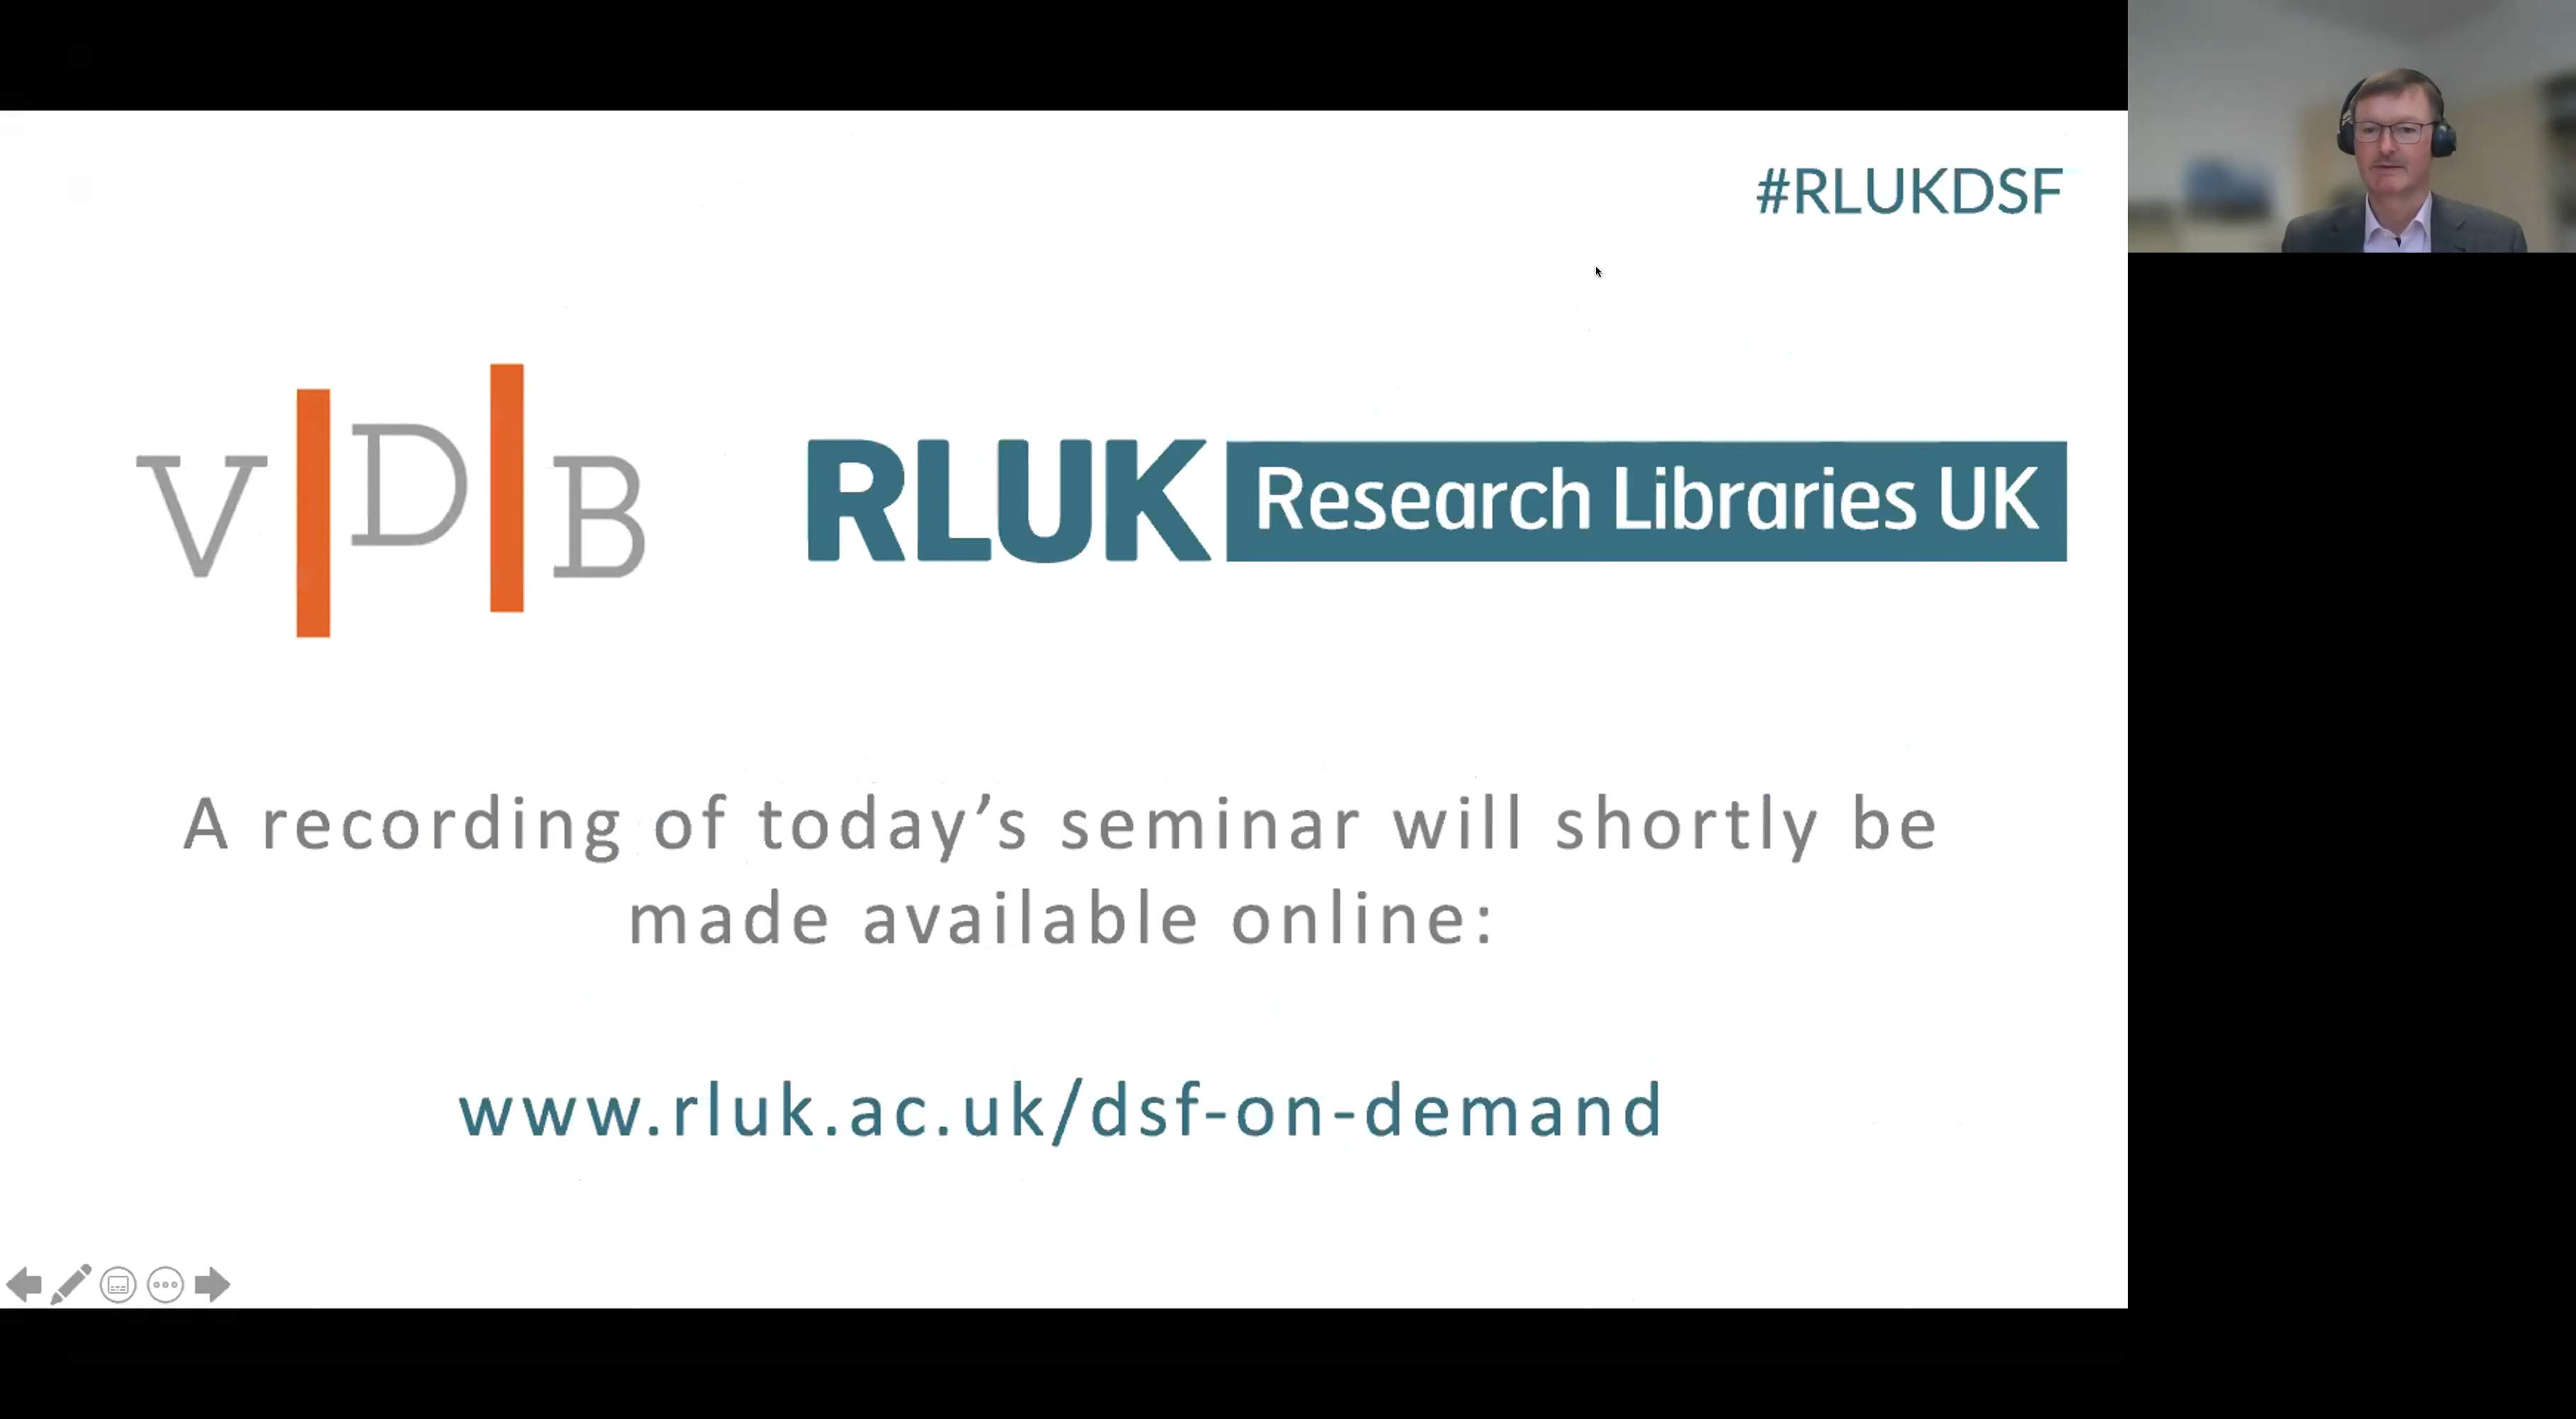 #RLUKDSF
V D B
RLUK Research Libraries UK
A recording of today’s seminar will shortly be
made available online:
www.rluk.ac.uk/dsf-on-demand